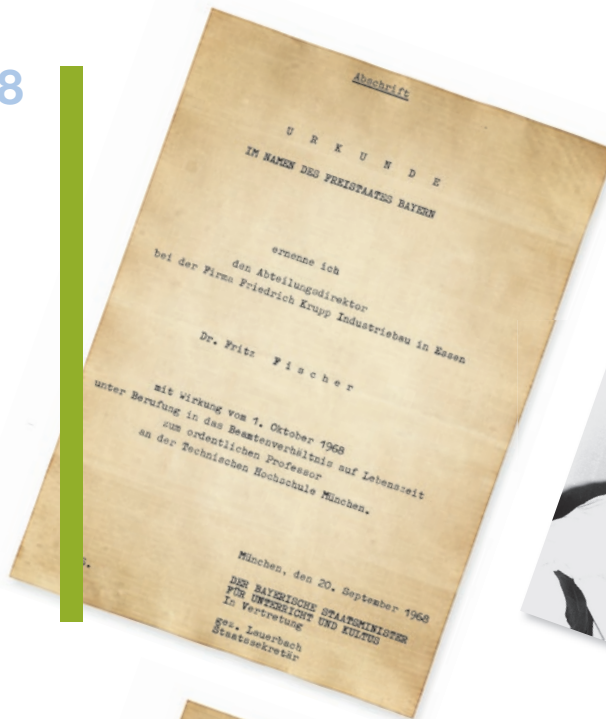 8
Abschrift
U R K U N D E
IM NAMEN DES FREISTAATES BAYERN
ernenne ich
den Abteilungsdirektor
bei der Firma Friedrich Krupp Industriebau in Essen
Dr. Fritz F i s c h e r
mit Wirkung vom 1. Oktober 1968
unter Berufung in das Beamtenverhältnis auf Lebenszeit
zum ordentlichen Professor
an der Technischen Hochschule München.
München, den 20. September 1968
DER BAYERISCHE STAATSMINISTER
FÜR UNTERRICHT UND KULTUS
In Vertretung
gez. Lauerbach
Staatssekretär